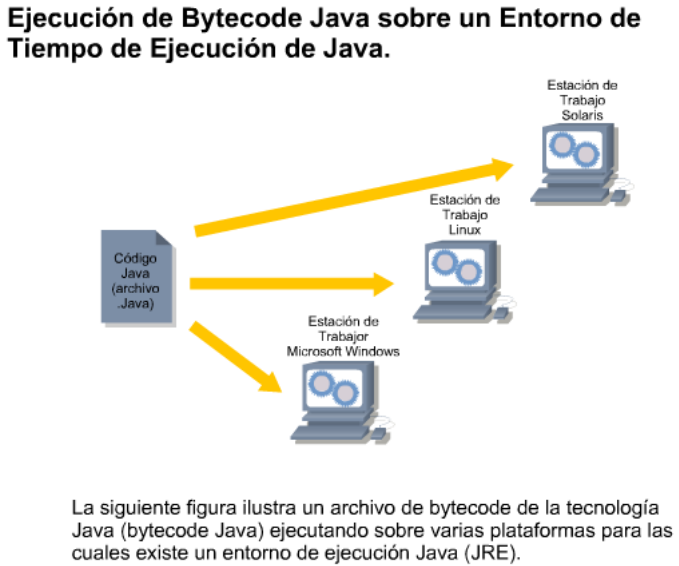 Ejecución de Bytecode Java sobre un Entorno de
Tiempo de Ejecución de Java.
Estación de
Trabajo
Solaris
Estación de
Trabajo
Linux
Código
Java
(archivo
.Java)
Estación de
Trabajor
Microsoft Windows
La siguiente figura ilustra un archivo de bytecode de la tecnología
Java (bytecode Java) ejecutando sobre varias plataformas para las
cuales existe un entorno de ejecución Java (JRE).